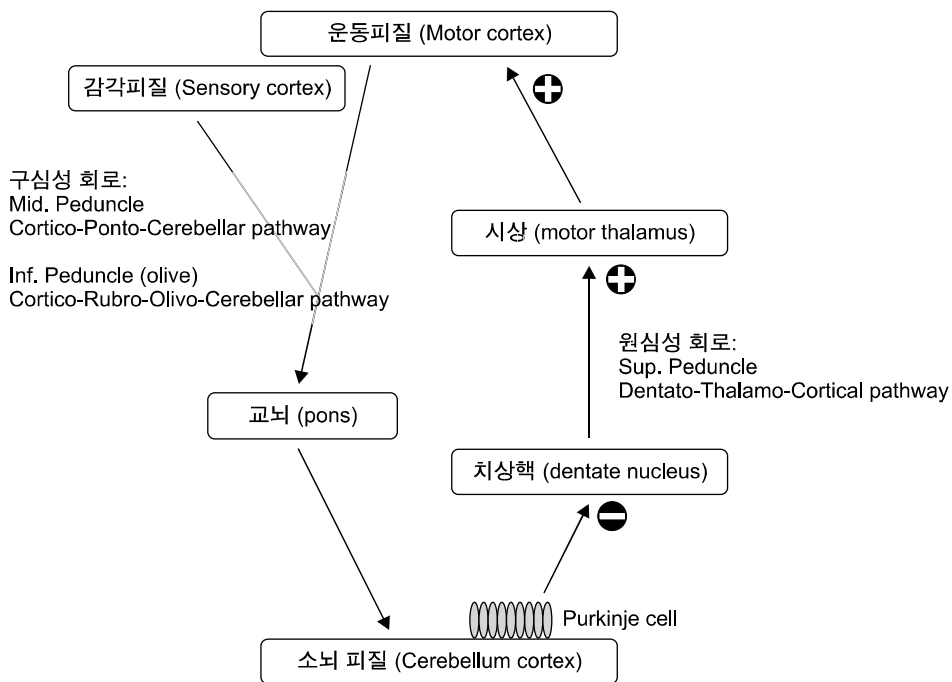 운동피질 (Motor cortex)
감각피질 (Sensory cortex)
구심성 회로:
Mid. Peduncle
Cortico-Ponto-Cerebellar pathway
Inf. Peduncle (olive)
Cortico-Rubro-Olivo-Cerebellar pathway
시상 (motor thalamus)
원심성 회로:
Sup. Peduncle
Dentato-Thalamo-Cortical pathway
교뇌 (pons)
치상핵 (dentate nucleus)
Purkinje cell
소뇌 피질 (Cerebellum cortex)